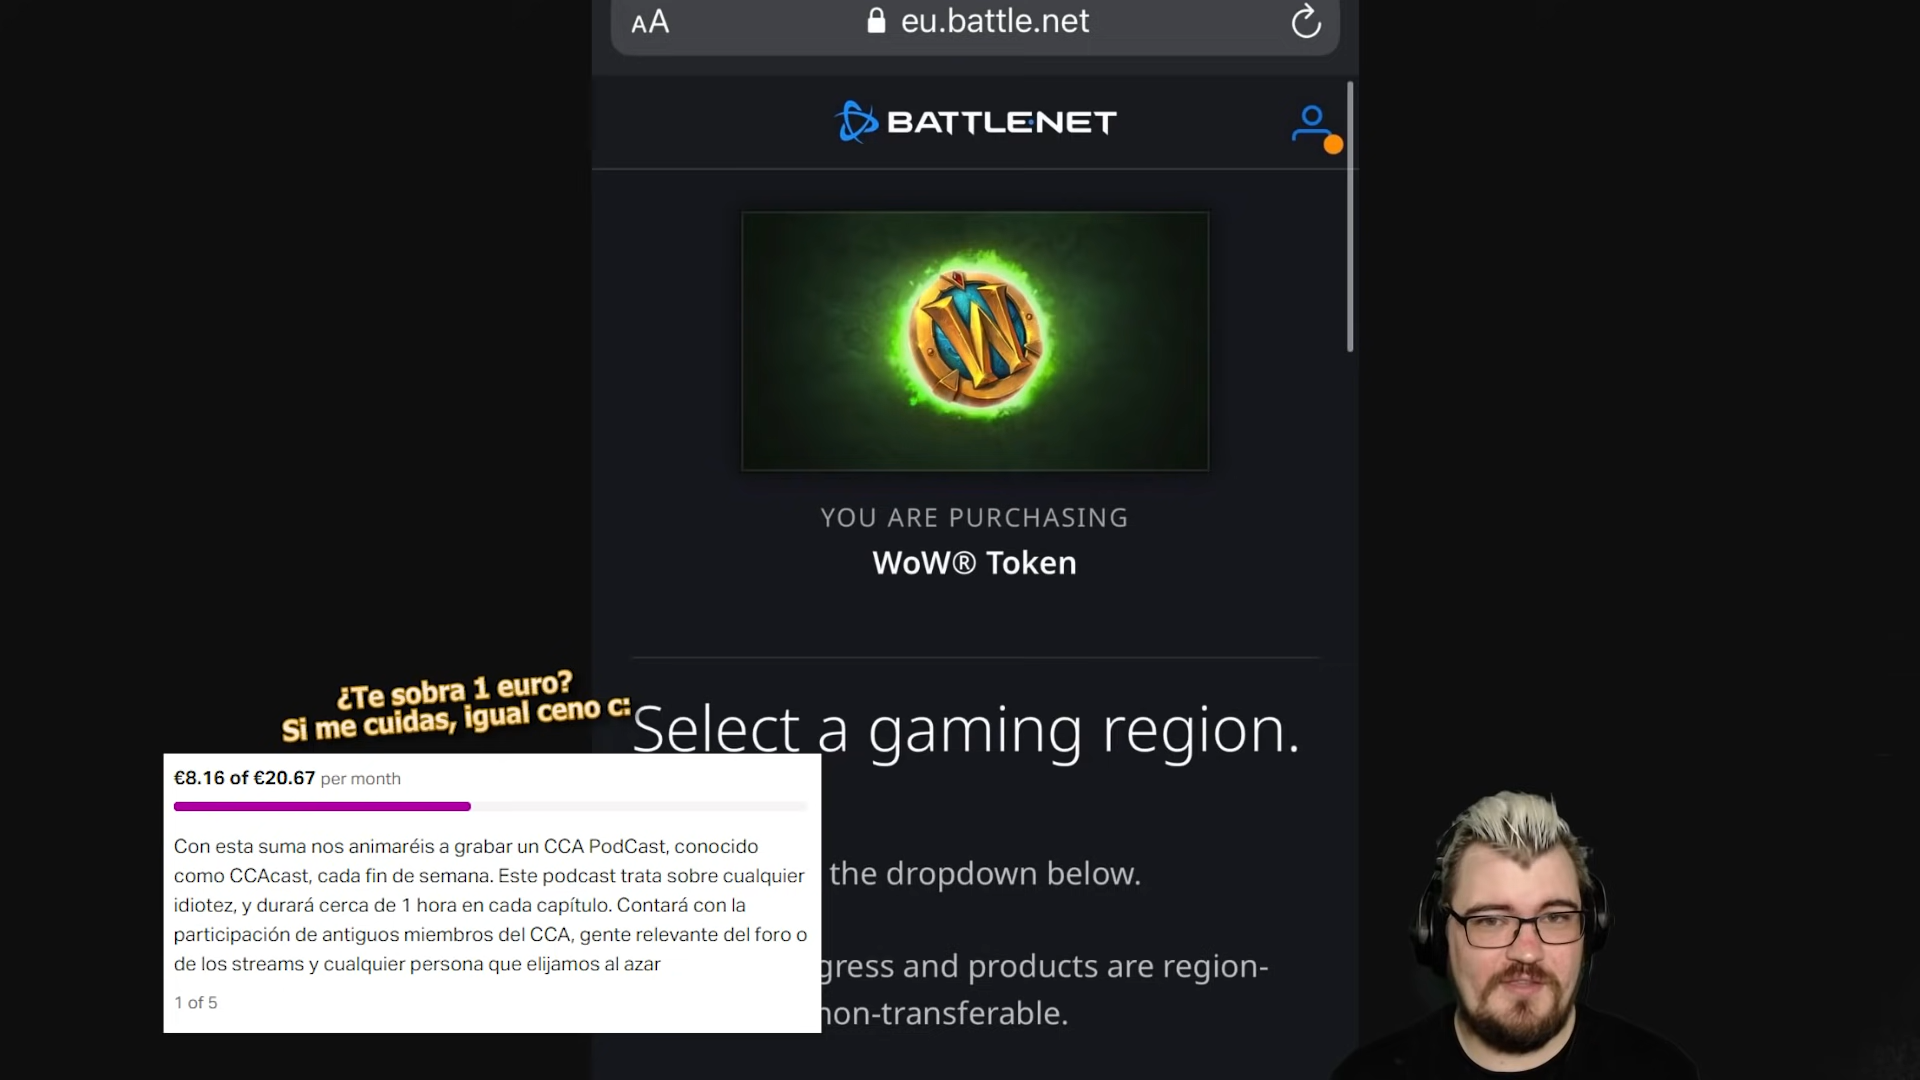 AA
eu.battle.net
BATTLE.NET
W
YOU ARE PURCHASING
WoW® Token
Select a gaming region.
the dropdown below.
gress and products are region-
non-transferable.
¿Te sobra 1 euro?
Si me cuidas, igual ceno c:
€8.16 of €20.67 per month
Con esta suma nos animaréis a grabar un CCA PodCast, conocido
como CCAcast, cada fin de semana. Este podcast trata sobre cualquier
idiotez, y durará cerca de 1 hora en cada capítulo. Contará con la
participación de antiguos miembros del CCA, gente relevante del foro o
de los streams y cualquier persona que elijamos al azar
1 of 5